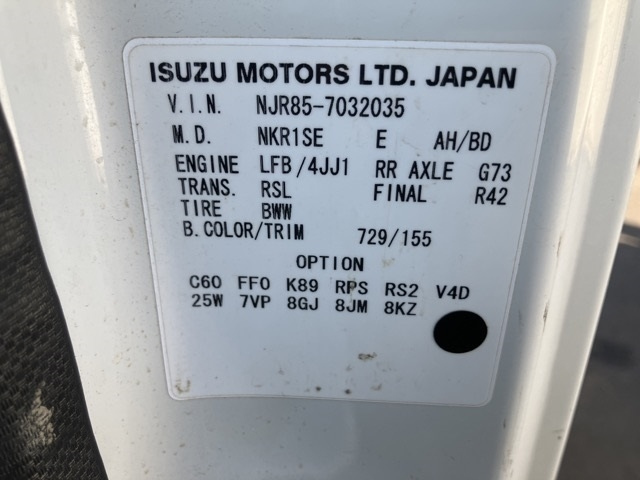 ISUZU MOTORS LTD. JAPAN
V.I.N. NJR85-7032035
M.D. NKR1SE E AH/BD
ENGINE LFB/4JJ1 RR AXLE G73
TRANS. RSL FINAL R42
TIRE BWW
B.COLOR/TRIM 729/155
OPTION
C60 FF0 K89 RPS RS2 V4D
25W 7VP 8GJ 8JM 8KZ